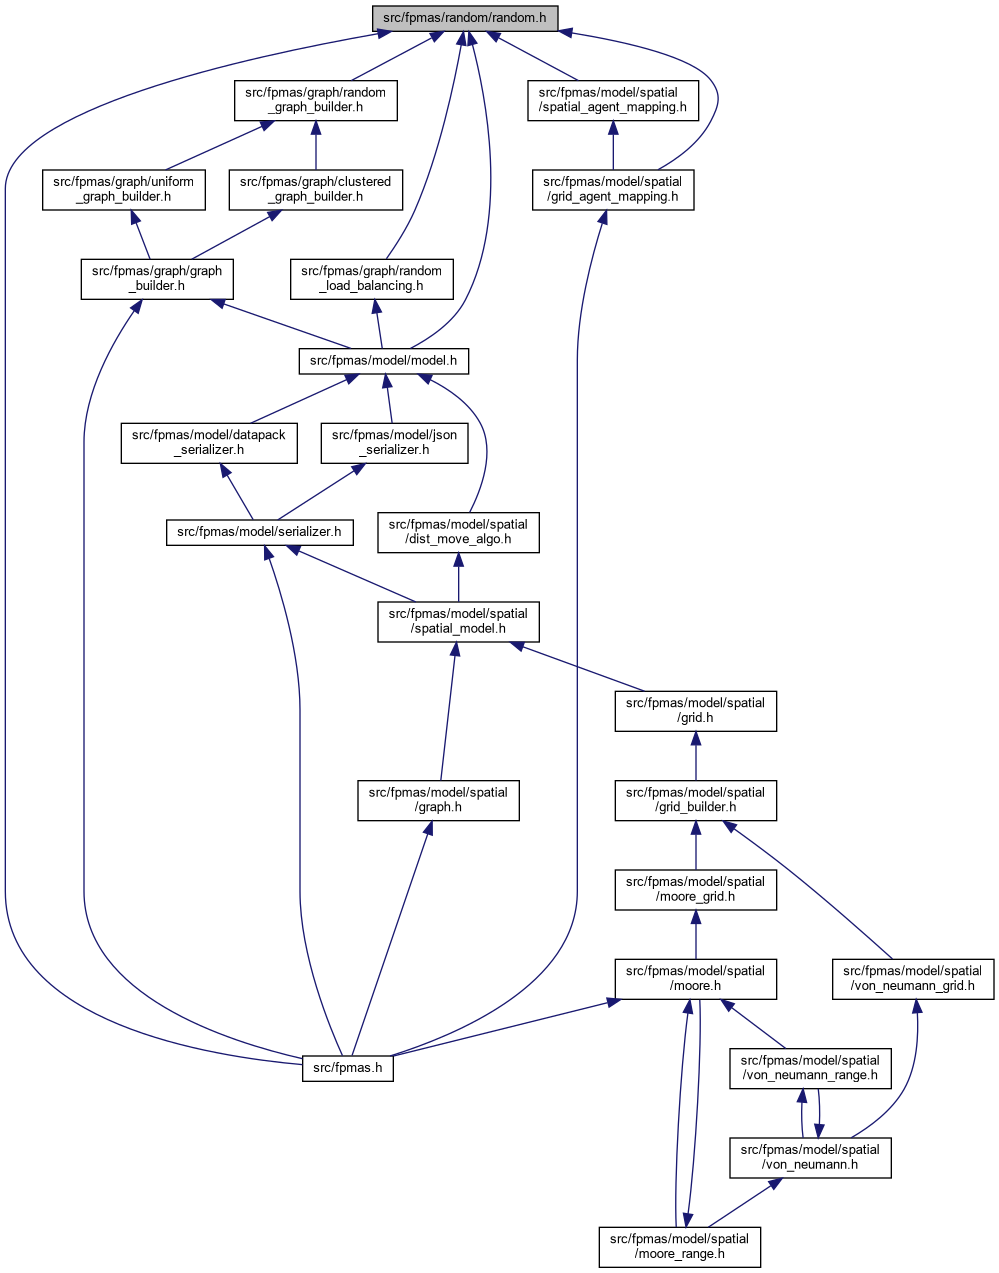 src/fpmas/random/random.h
src/fpmas/graph/random
_graph_builder.h
src/fpmas/model/spatial
/spatial_agent_mapping.h
src/fpmas/graph/uniform
_graph_builder.h
src/fpmas/graph/clustered
_graph_builder.h
src/fpmas/model/spatial
/grid_agent_mapping.h
src/fpmas/graph/graph
_builder.h
src/fpmas/graph/random
_load_balancing.h
src/fpmas/model/model.h
src/fpmas/model/datapack
_serializer.h
src/fpmas/model/json
_serializer.h
src/fpmas/model/serializer.h
src/fpmas/model/spatial
/dist_move_algo.h
src/fpmas/model/spatial
/spatial_model.h
src/fpmas/model/spatial
/grid.h
src/fpmas/model/spatial
/graph.h
src/fpmas/model/spatial
/grid_builder.h
src/fpmas/model/spatial
/moore_grid.h
src/fpmas/model/spatial
/moore.h
src/fpmas/model/spatial
/von_neumann_grid.h
src/fpmas.h
src/fpmas/model/spatial
/von_neumann_range.h
src/fpmas/model/spatial
/von_neumann.h
src/fpmas/model/spatial
/moore_range.h